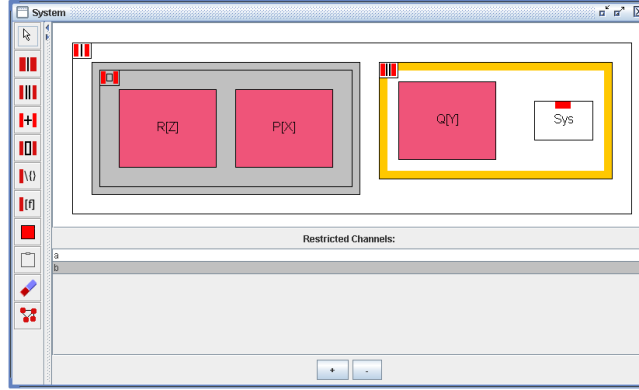 System
R[Z]
P[X]
Q[Y]
Sys
+
\{}
[f]
Restricted Channels:
a
b
+
-